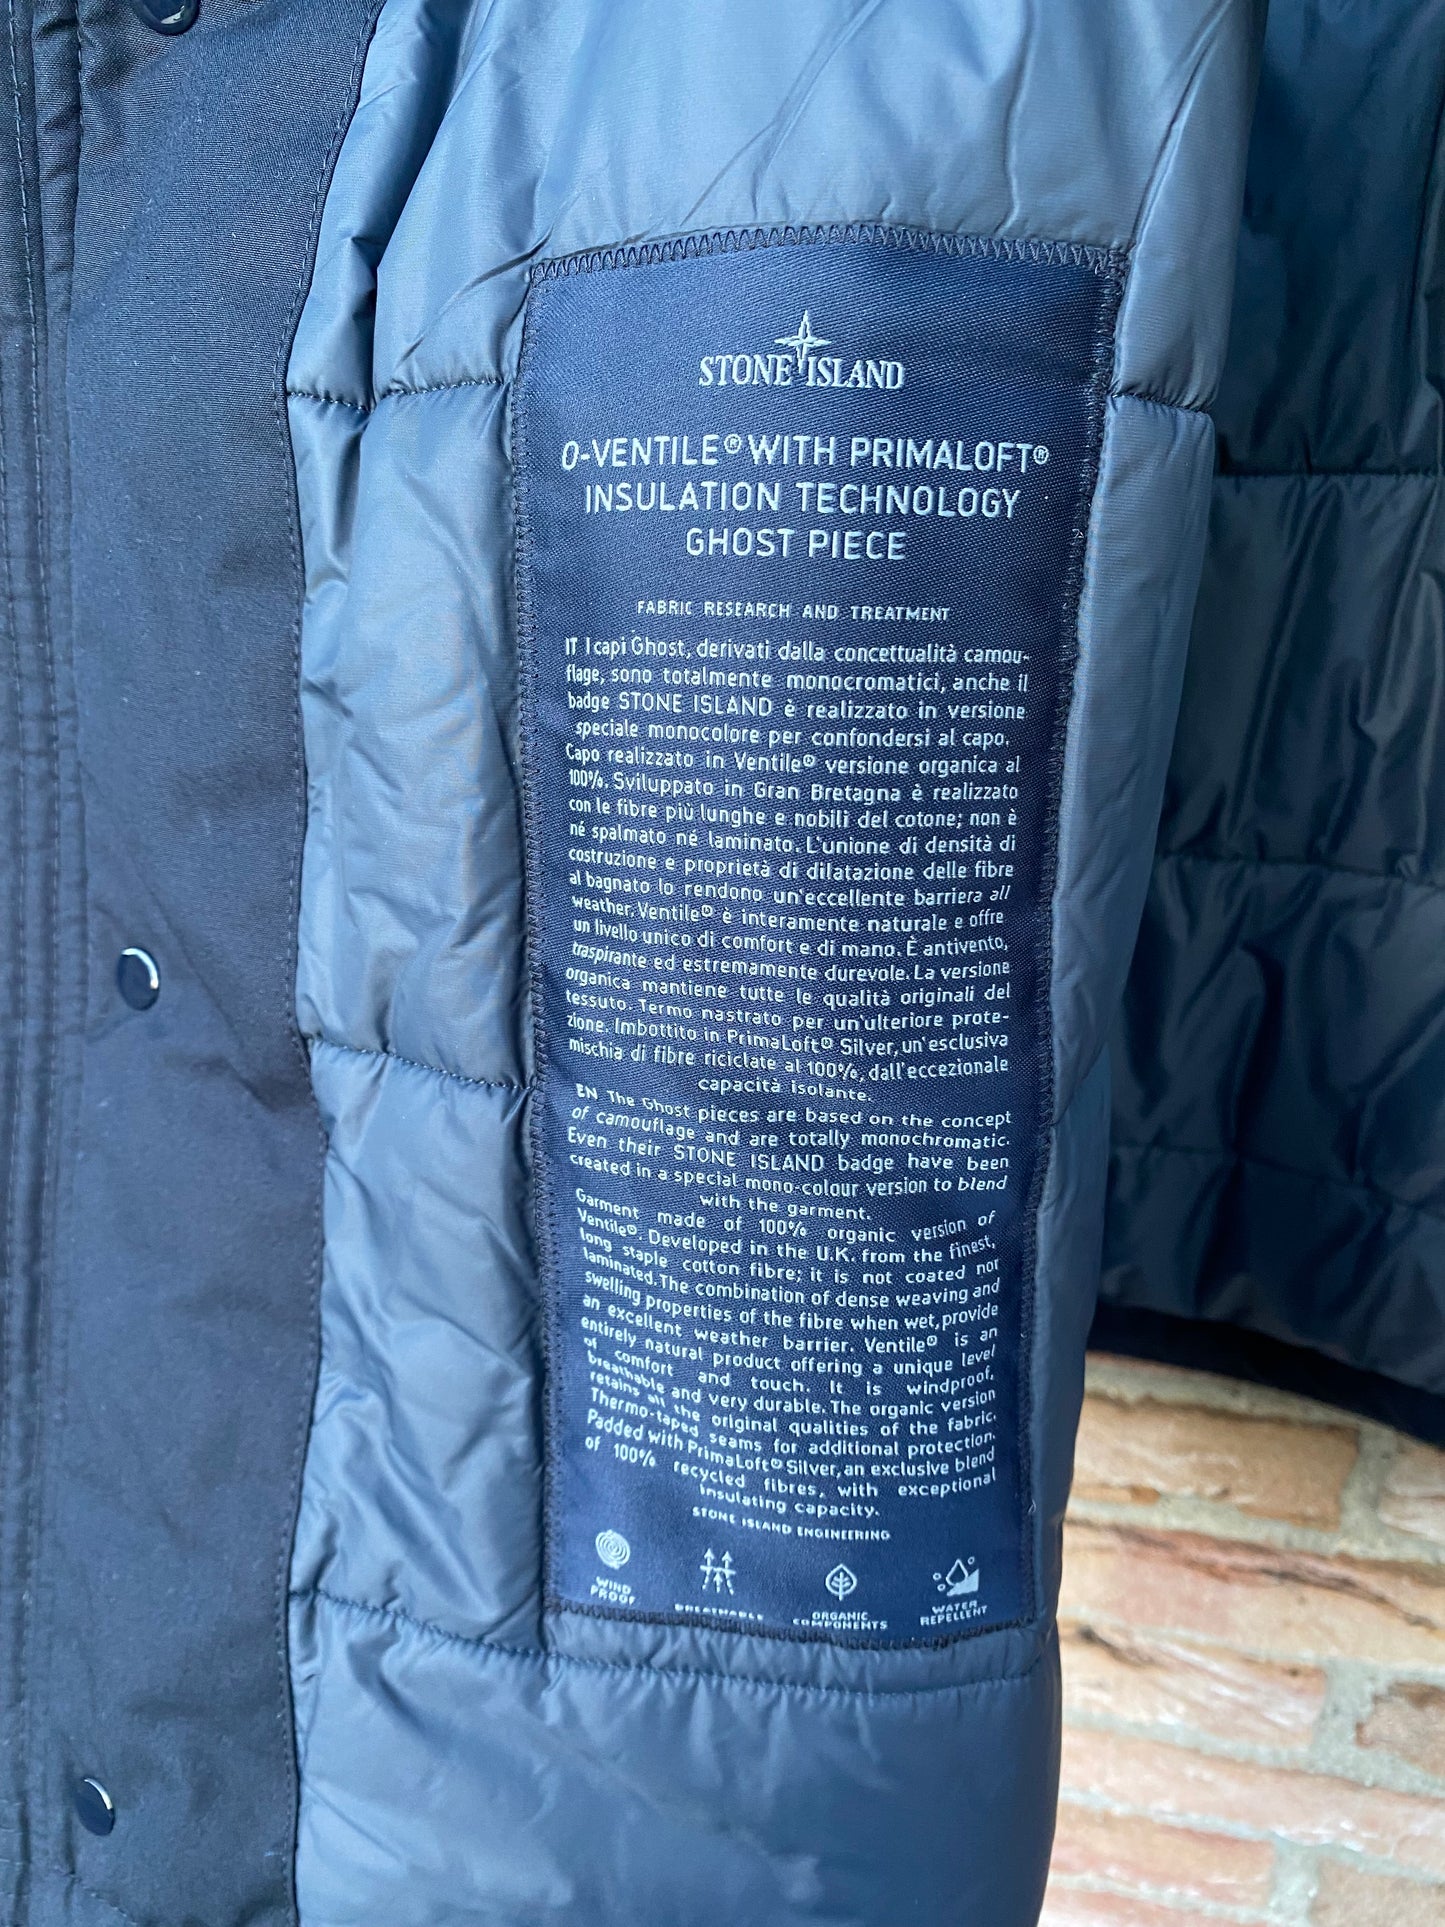 STONE ISLAND
O-VENTILE® WITH PRIMALOFT®
INSULATION TECHNOLOGY
GHOST PIECE
FABRIC RESEARCH AND TREATMENT
IT I capi Ghost, derivati dalla concettualità camou-
flage, sono totalmente monocromatici, anche il
badge STONE ISLAND è realizzato in versione
speciale monocolore per confondersi al capo.
Capo realizzato in Ventile® versione organica al
100%. Sviluppato in Gran Bretagna è realizzato
con le fibre più lunghe e nobili del cotone; non è
né spalmato né laminato. L'unione di densità di
costruzione e proprietà di dilatazione delle fibre
al bagnato lo rendono un'eccellente barriera all
weather. Ventile® è interamente naturale e offre
un livello unico di comfort e di mano. È antivento,
traspirante ed estremamente durevole. La versione
organica mantiene tutte le qualità originali del
tessuto. Termo nastrato per un'ulteriore prote-
zione. Imbottito in PrimaLoft® Silver, un'esclusiva
mischia di fibre riciclate al 100%, dall'eccezionale
capacità isolante.
EN The Ghost pieces are based on the concept
of camouflage and are totally monochromatic.
Even their STONE ISLAND badge have been
created in a special mono-colour version to blend
with the garment.
Garment made of 100% organic version of
Ventile®. Developed in the U.K. from the finest,
long staple cotton fibre; it is not coated nor
laminated. The combination of dense weaving and
swelling properties of the fibre when wet, provide
an excellent weather barrier. Ventile® is an
entirely natural product offering a unique level
of comfort and touch. It is windproof,
breathable and very durable. The organic version
retains all the original qualities of the fabric.
Thermo-taped seams for additional protection.
Padded with PrimaLoft® Silver, an exclusive blend
of 100% recycled fibres, with exceptional
insulating capacity.
STONE ISLAND ENGINEERING
WIND
PROOF
BREATHABLE
ORGANIC
COMPONENTS
WATER
REPELLENT